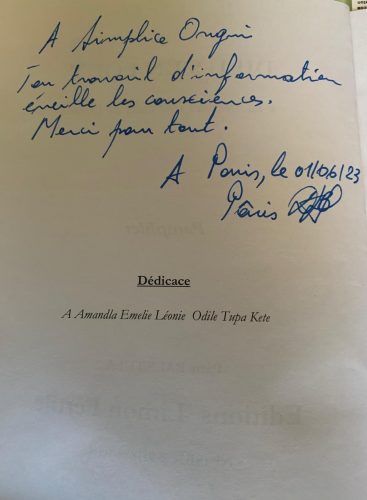 A Simplice Ongui
Ton travail d'information
éveille les consciences.
Merci pour tout.
A Paris, le 01/06/23
Pâris
Dédicace
A Amandla Emelie Léonie Odile Tupa Kete